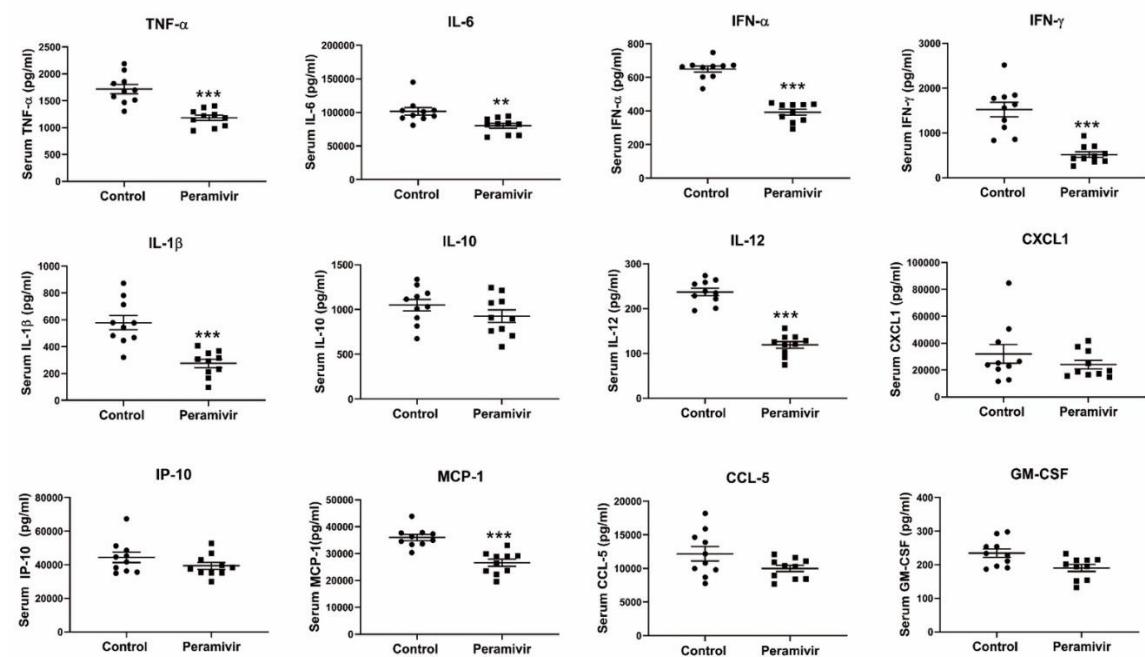 TNF-α
Serum TNF-α (pg/ml)
2500
2000
1500
1000
500
0
***
Control
Peramivir
IL-6
Serum IL-6 (pg/ml)
200000
150000
100000
50000
0
**
Control
Peramivir
IFN-α
Serum IFN-α (pg/ml)
800
600
400
200
0
***
Control
Peramivir
IFN-γ
Serum IFN-γ (pg/ml)
3000
2000
1000
0
***
Control
Peramivir
IL-1β
Serum IL-1β (pg/ml)
1000
800
600
400
200
0
***
Control
Peramivir
IL-10
Serum IL-10 (pg/ml)
1500
1000
500
0
Control
Peramivir
IL-12
Serum IL-12 (pg/ml)
300
200
100
0
***
Control
Peramivir
CXCL1
Serum CXCL1 (pg/ml)
100000
80000
60000
40000
20000
0
Control
Peramivir
IP-10
Serum IP-10 (pg/ml)
80000
60000
40000
20000
0
Control
Peramivir
MCP-1
Serum MCP-1(pg/ml)
50000
40000
30000
20000
10000
0
***
Control
Peramivir
CCL-5
Serum CCL-5 (pg/ml)
20000
15000
10000
5000
0
Control
Peramivir
GM-CSF
Serum GM-CSF (pg/ml)
400
300
200
100
0
Control
Peramivir